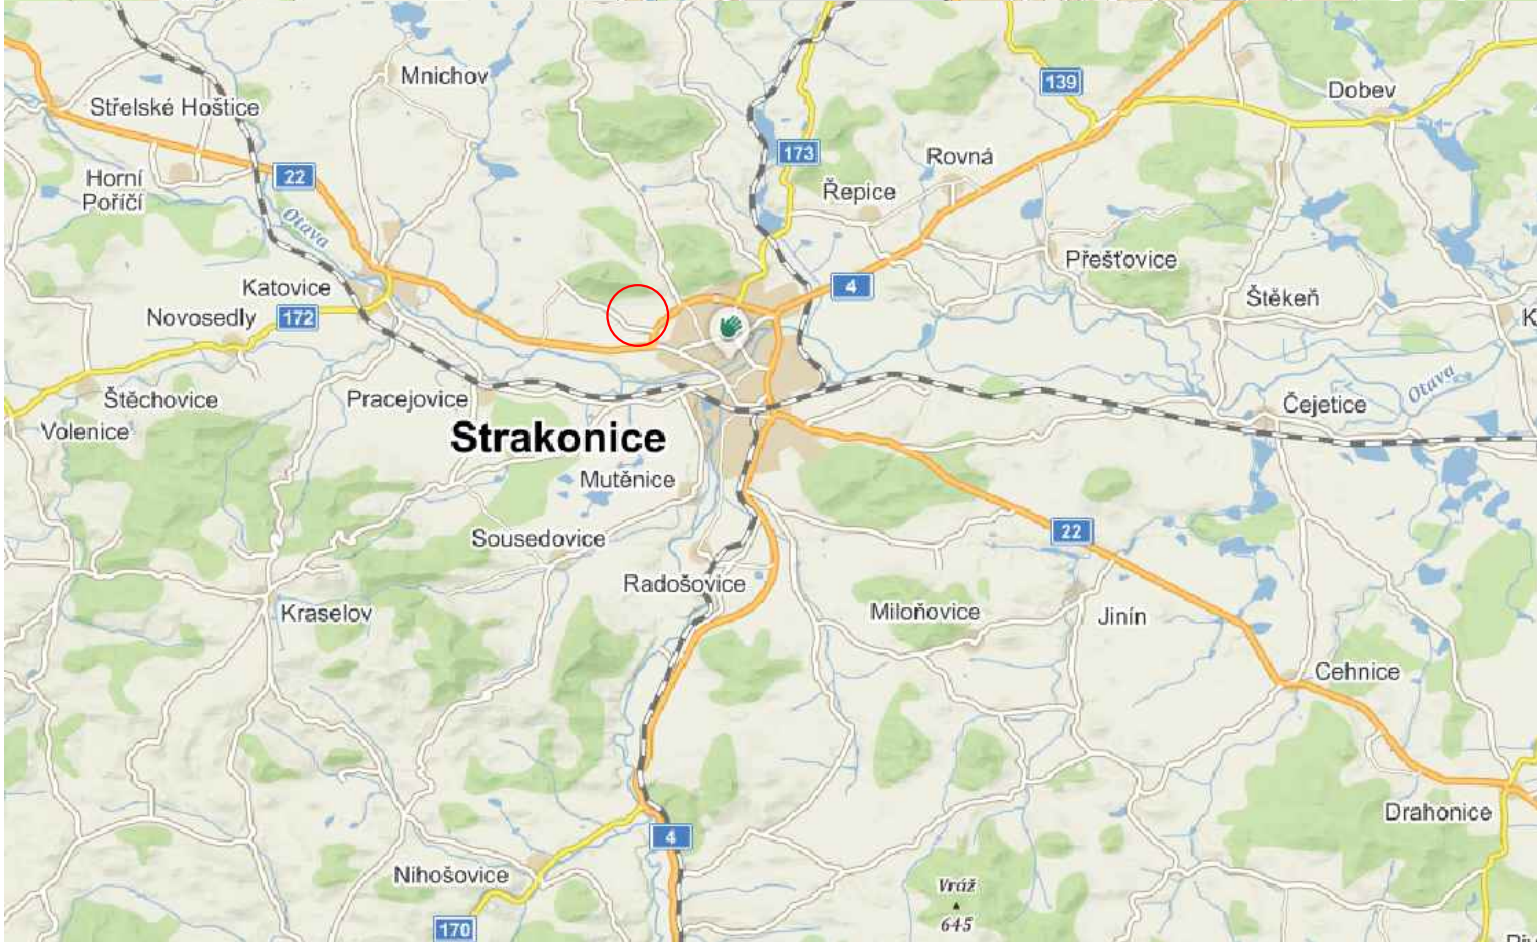 Mnichov
139
Dobev
Střelské Hoštice
173
Rovná
22
Horní
Poříčí
Řepice
Otava
Přešťovice
Katovice
4
Štěkeň
Novosedly
172
K
Štěchovice
Pracejovice
Otava
Čejetice
Volenice
Strakonice
Mutěnice
Sousedovice
22
Radošovice
Kraselov
Miloňovice
Jinín
Cehnice
Drahonice
4
Nihošovice
Vráž
645
170